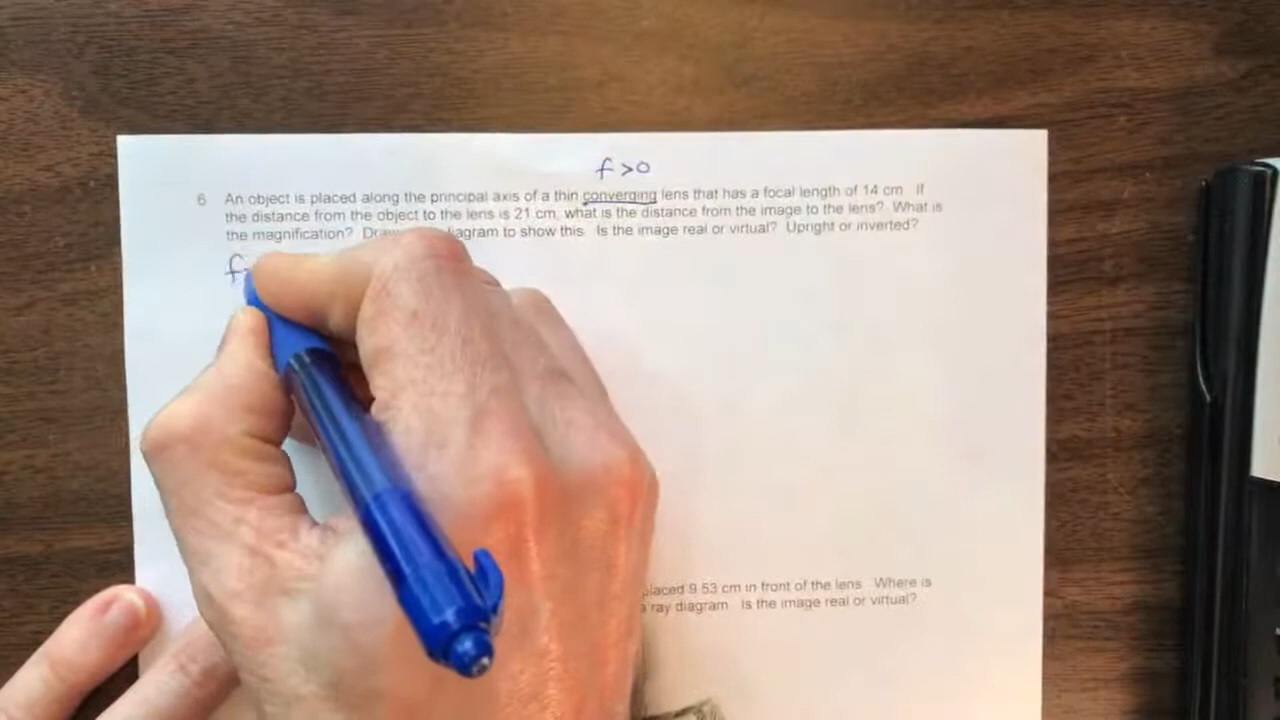 f >0
6 An object is placed along the principal axis of a thin converging lens that has a focal length of 14 cm If
the distance from the object to the lens is 21 cm, what is the distance from the image to the lens? What is
the magnification? to show this Is the image real or virtual? Upright or inverted?
f
placed 9 53 cm in front of the lens Where is
a ray diagram Is the image real or virtual?